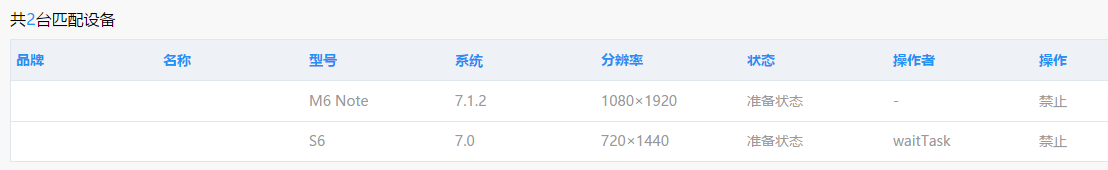 共2台匹配设备
品牌 名称 型号 系统 分辨率 状态 操作者 操作
M6 Note 7.1.2 1080×1920 准备状态 - 禁止
S6 7.0 720×1440 准备状态 waitTask 禁止